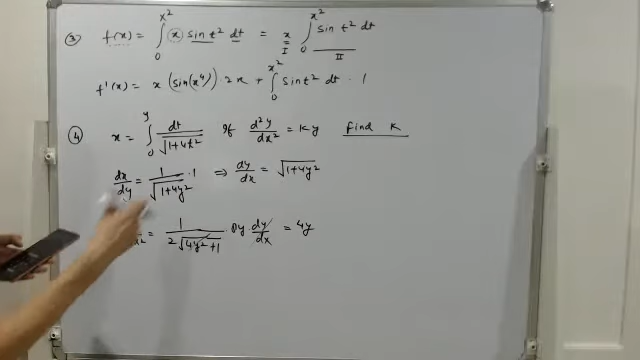 ③ f(x) = ∫₀^{x²} x sin t² dt = x ∫₀^{x²} sin t² dt
I II
f'(x) = x (sin(x⁴)) · 2x + ∫₀^{x²} sin t² dt · 1
④ x = ∫₀^y dt/√(1+4t²) If d²y/dx² = Ky Find K
dx/dy = 1/√(1+4y²) · 1 ⇒ dy/dx = √(1+4y²)
= 1/(2√(4y²+1)) · 8y · dy/dx = 4y